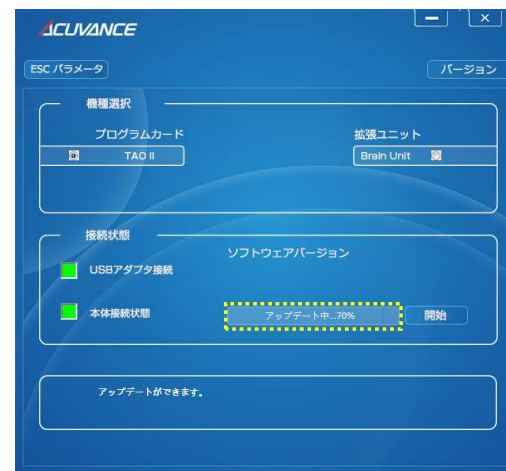 ACUVANCE
ESC パラメータ
バージョン
機種選択
プログラムカード
拡張ユニット
TAO II
Brain Unit
接続状態
ソフトウェアバージョン
USBアダプタ接続
本体接続状態
アップデート中...70%
開始
アップデートができます。